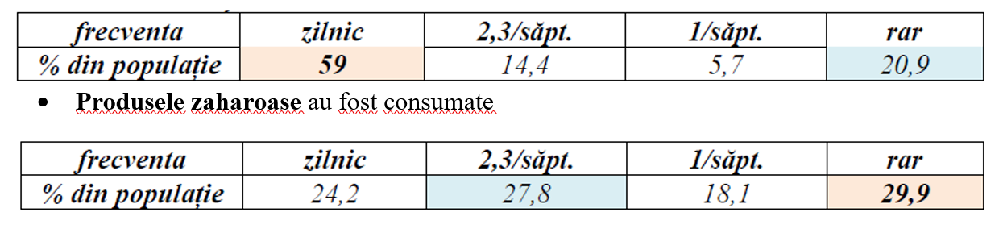 frecventa zilnic 2,3/săpt. 1/săpt. rar
% din populație 59 14,4 5,7 20,9
• Produsele zaharoase au fost consumate
frecventa zilnic 2,3/săpt. 1/săpt. rar
% din populație 24,2 27,8 18,1 29,9